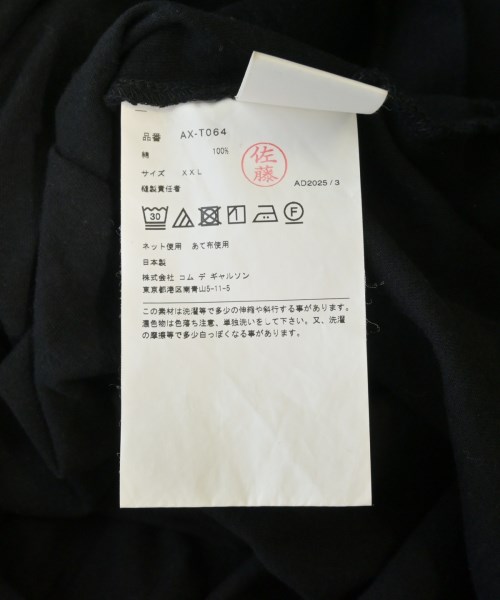 品番 AX-T064
綿 100%
サイズ XXL
縫製責任者
佐藤
AD2025/3
30
F
ネット使用 あて布使用
日本製
株式会社 コム デ ギャルソン
東京都港区南青山5-11-5
この素材は洗濯等で多少の伸縮や斜行する事があります。
濃色物は色落ち注意、単独洗いをして下さい。又、洗濯
の摩擦等で多少白っぽくなる事があります。